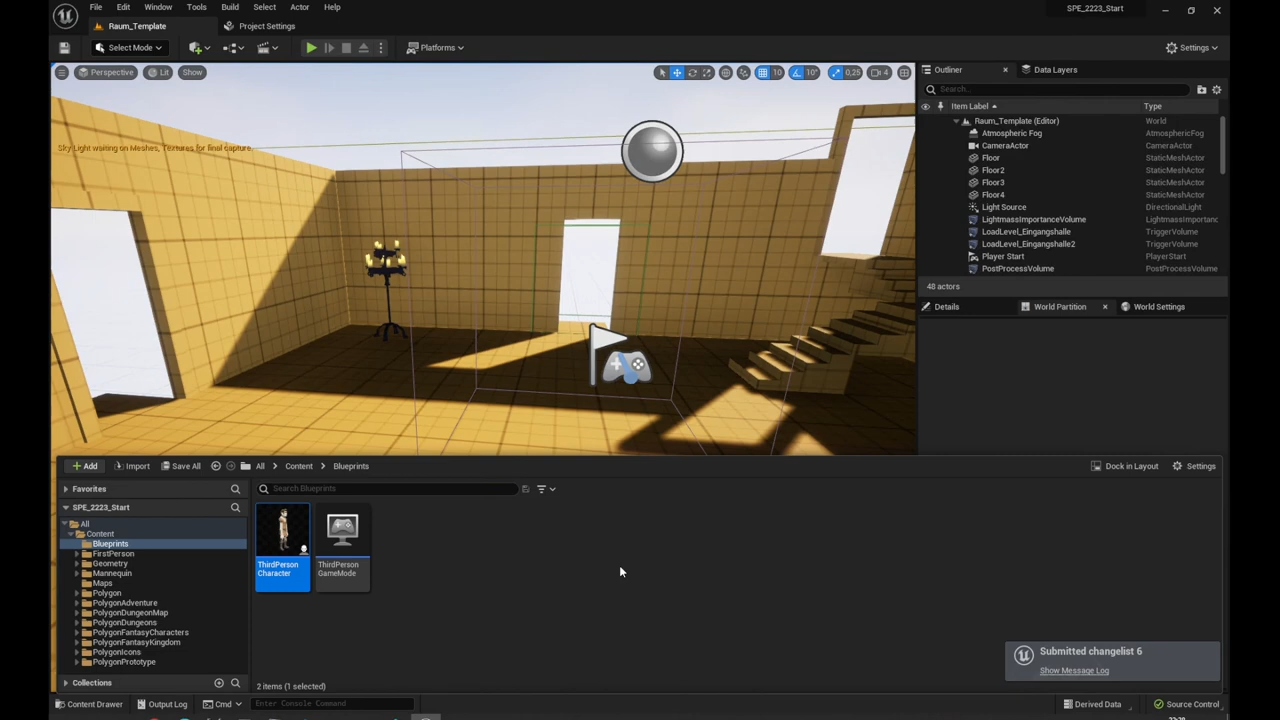 File Edit Window Tools Build Select Actor Help
SPE_2223_Start
Raum_Template
Project Settings
Select Mode
Platforms
Settings
Perspective
Lit
Show
10
10°
0,25
4
Sky Light waiting on Meshes, Textures for final capture.
Outliner
Data Layers
Search...
Item Label
Type
Raum_Template (Editor) World
Atmospheric Fog AtmosphericFog
CameraActor CameraActor
Floor StaticMeshActor
Floor2 StaticMeshActor
Floor3 StaticMeshActor
Floor4 StaticMeshActor
Light Source DirectionalLight
LightmassImportanceVolume LightmassImportanc
LoadLevel_Eingangshalle TriggerVolume
LoadLevel_Eingangshalle2 TriggerVolume
Player Start PlayerStart
PostProcessVolume PostProcessVolume
48 actors
Details
World Partition
World Settings
Add
Import
Save All
All
Content
Blueprints
Dock in Layout
Settings
Favorites
SPE_2223_Start
All
Content
Blueprints
FirstPerson
Geometry
Mannequin
Maps
Polygon
PolygonAdventure
PolygonDungeonMap
PolygonDungeons
PolygonFantasyCharacters
PolygonFantasyKingdom
PolygonIcons
PolygonPrototype
Collections
Search Blueprints
ThirdPerson
Character
ThirdPerson
GameMode
2 items (1 selected)
Submitted changelist 6
Show Message Log
Content Drawer
Output Log
Cmd
Enter Console Command
Derived Data
Source Control